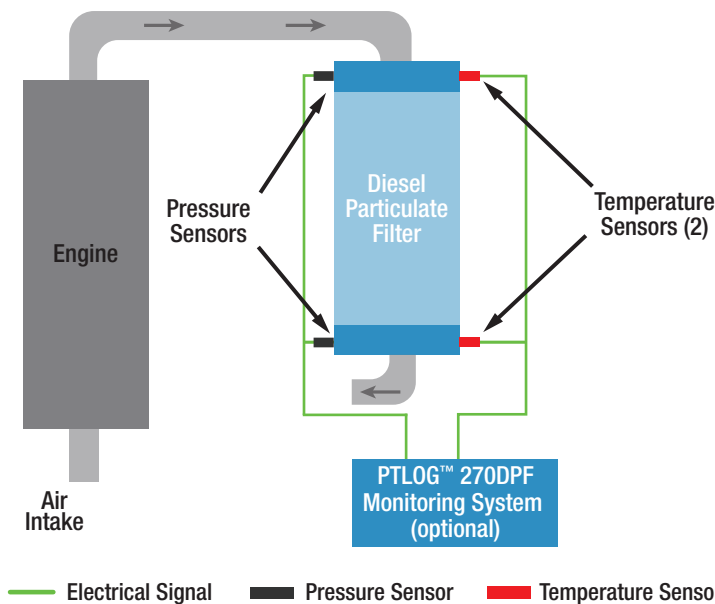 Diesel
Particulate
Filter
Pressure
Sensors
Temperature
Sensors (2)
Engine
PTLOG™ 270DPF
Monitoring System
(optional)
Air
Intake
Electrical Signal
Pressure Sensor
Temperature Senso